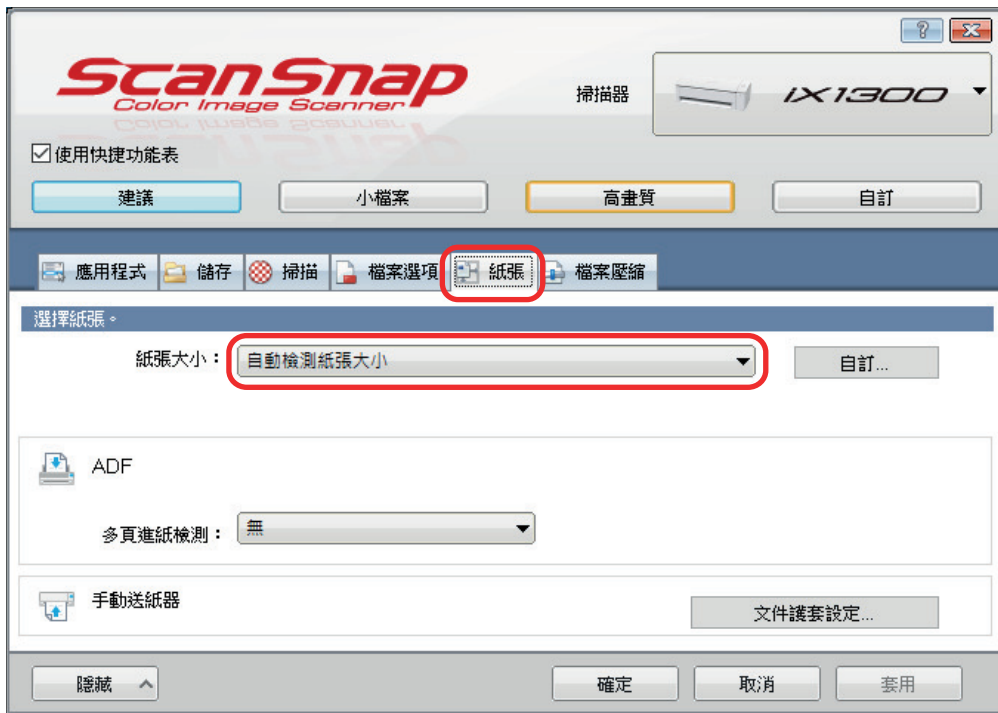 ScanSnap
Color Image Scanner
掃描器
iX1300
使用快捷功能表
建議
小檔案
高畫質
自訂
應用程式
儲存
掃描
檔案選項
紙張
檔案壓縮
選擇紙張。
紙張大小：
自動檢測紙張大小
自訂...
ADF
多頁進紙檢測：
無
手動送紙器
文件護套設定...
隱藏
確定
取消
套用